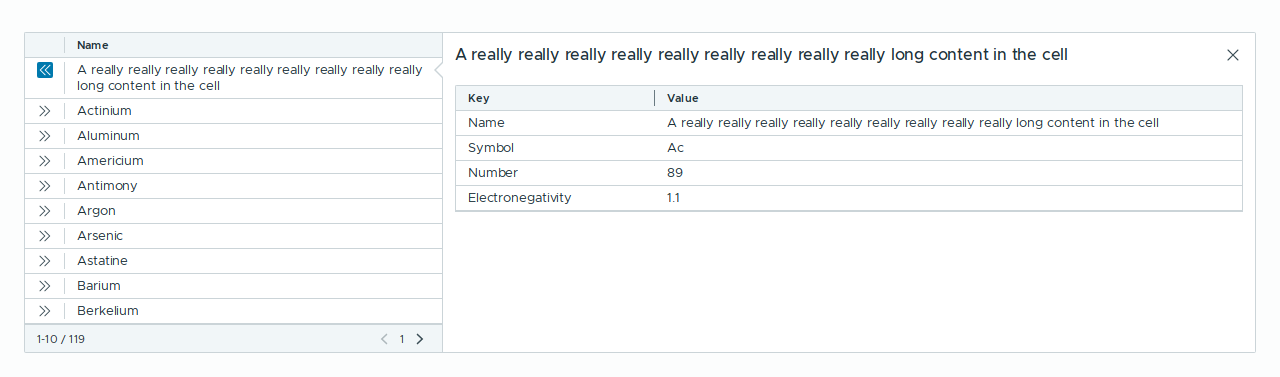 Name
A really really really really really really really really really
long content in the cell
Actinium
Aluminum
Americium
Antimony
Argon
Arsenic
Astatine
Barium
Berkelium
1-10 / 119
1
A really really really really really really really really really long content in the cell
Key Value
Name A really really really really really really really really really long content in the cell
Symbol Ac
Number 89
Electronegativity 1.1